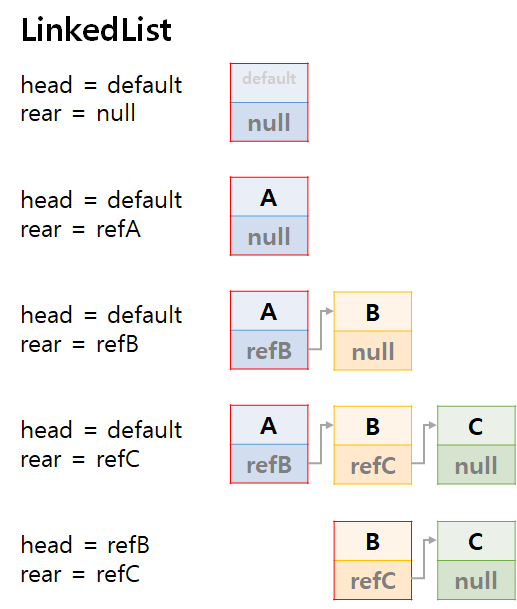 LinkedList
head = default
rear = null
default
null
head = default
rear = refA
A
null
head = default
rear = refB
A
B
refB
null
head = default
rear = refC
A
B
C
refB
refC
null
head = refB
rear = refC
B
C
refC
null